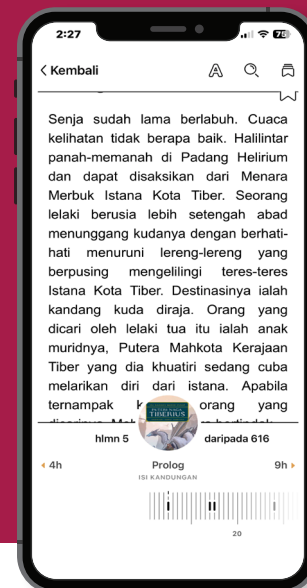 2:27
75
Kembali
A
Senja sudah lama berlabuh. Cuaca
kelihatan tidak berapa baik. Halilintar
panah-memanah di Padang Helirium
dan dapat disaksikan dari Menara
Merbuk Istana Kota Tiber. Seorang
lelaki berusia lebih setengah abad
menunggang kudanya dengan berhati-
hati menuruni lereng-lereng yang
berpusing mengelilingi teres-teres
Istana Kota Tiber. Destinasinya ialah
kandang kuda diraja. Orang yang
dicari oleh lelaki tua itu ialah anak
muridnya, Putera Mahkota Kerajaan
Tiber yang dia khuatiri sedang cuba
melarikan diri dari istana. Apabila
ternampak orang yang
TIBERIUS
hlmn 5 daripada 616
4h Prolog 9h
ISI KANDUNGAN
I II I
20